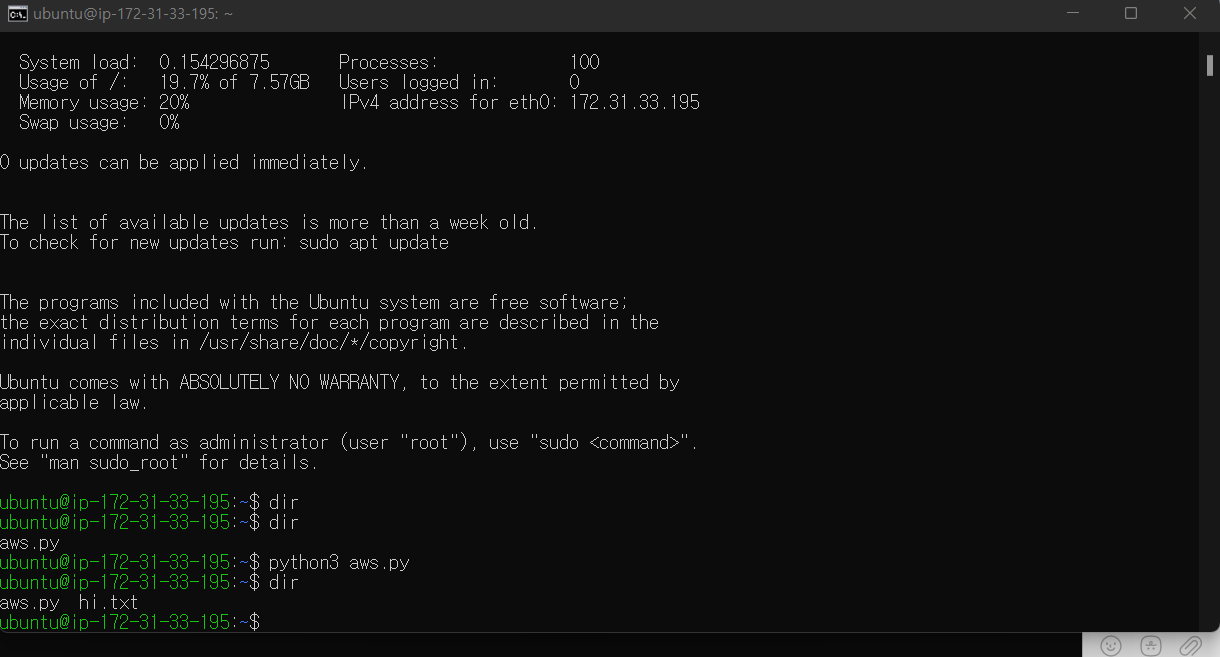 ubuntu@ip-172-31-33-195: ~
System load: 0.154296875 Processes: 100
Usage of /: 19.7% of 7.57GB Users logged in: 0
Memory usage: 20% IPv4 address for eth0: 172.31.33.195
Swap usage: 0%
0 updates can be applied immediately.
The list of available updates is more than a week old.
To check for new updates run: sudo apt update
The programs included with the Ubuntu system are free software;
the exact distribution terms for each program are described in the
individual files in /usr/share/doc/*/copyright.
Ubuntu comes with ABSOLUTELY NO WARRANTY, to the extent permitted by
applicable law.
To run a command as administrator (user "root"), use "sudo <command>".
See "man sudo_root" for details.
ubuntu@ip-172-31-33-195:~$ dir
ubuntu@ip-172-31-33-195:~$ dir
aws.py
ubuntu@ip-172-31-33-195:~$ python3 aws.py
ubuntu@ip-172-31-33-195:~$ dir
aws.py hi.txt
ubuntu@ip-172-31-33-195:~$